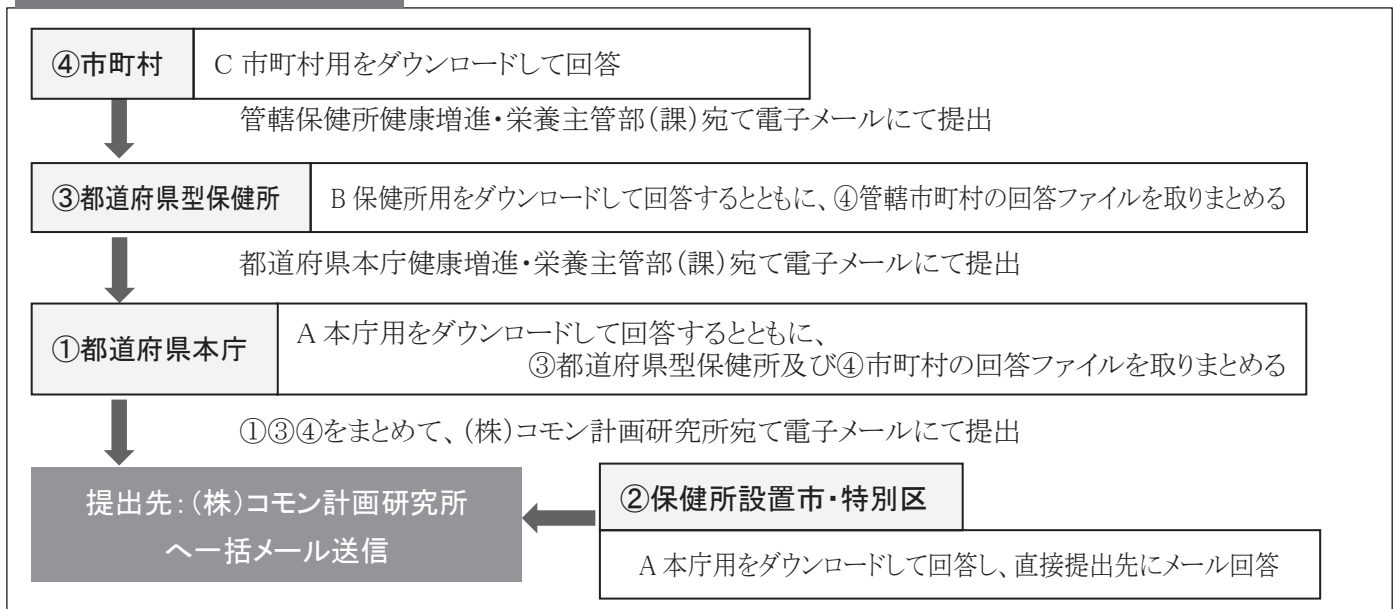 ④市町村
C 市町村用をダウンロードして回答
管轄保健所健康増進・栄養主管部(課)宛て電子メールにて提出
③都道府県型保健所
B 保健所用をダウンロードして回答するとともに、④管轄市町村の回答ファイルを取りまとめる
都道府県本庁健康増進・栄養主管部(課)宛て電子メールにて提出
①都道府県本庁
A 本庁用をダウンロードして回答するとともに、
③都道府県型保健所及び④市町村の回答ファイルを取りまとめる
①③④をまとめて、(株)コモン計画研究所宛て電子メールにて提出
提出先:(株)コモン計画研究所
へ一括メール送信
②保健所設置市・特別区
A 本庁用をダウンロードして回答し、直接提出先にメール回答